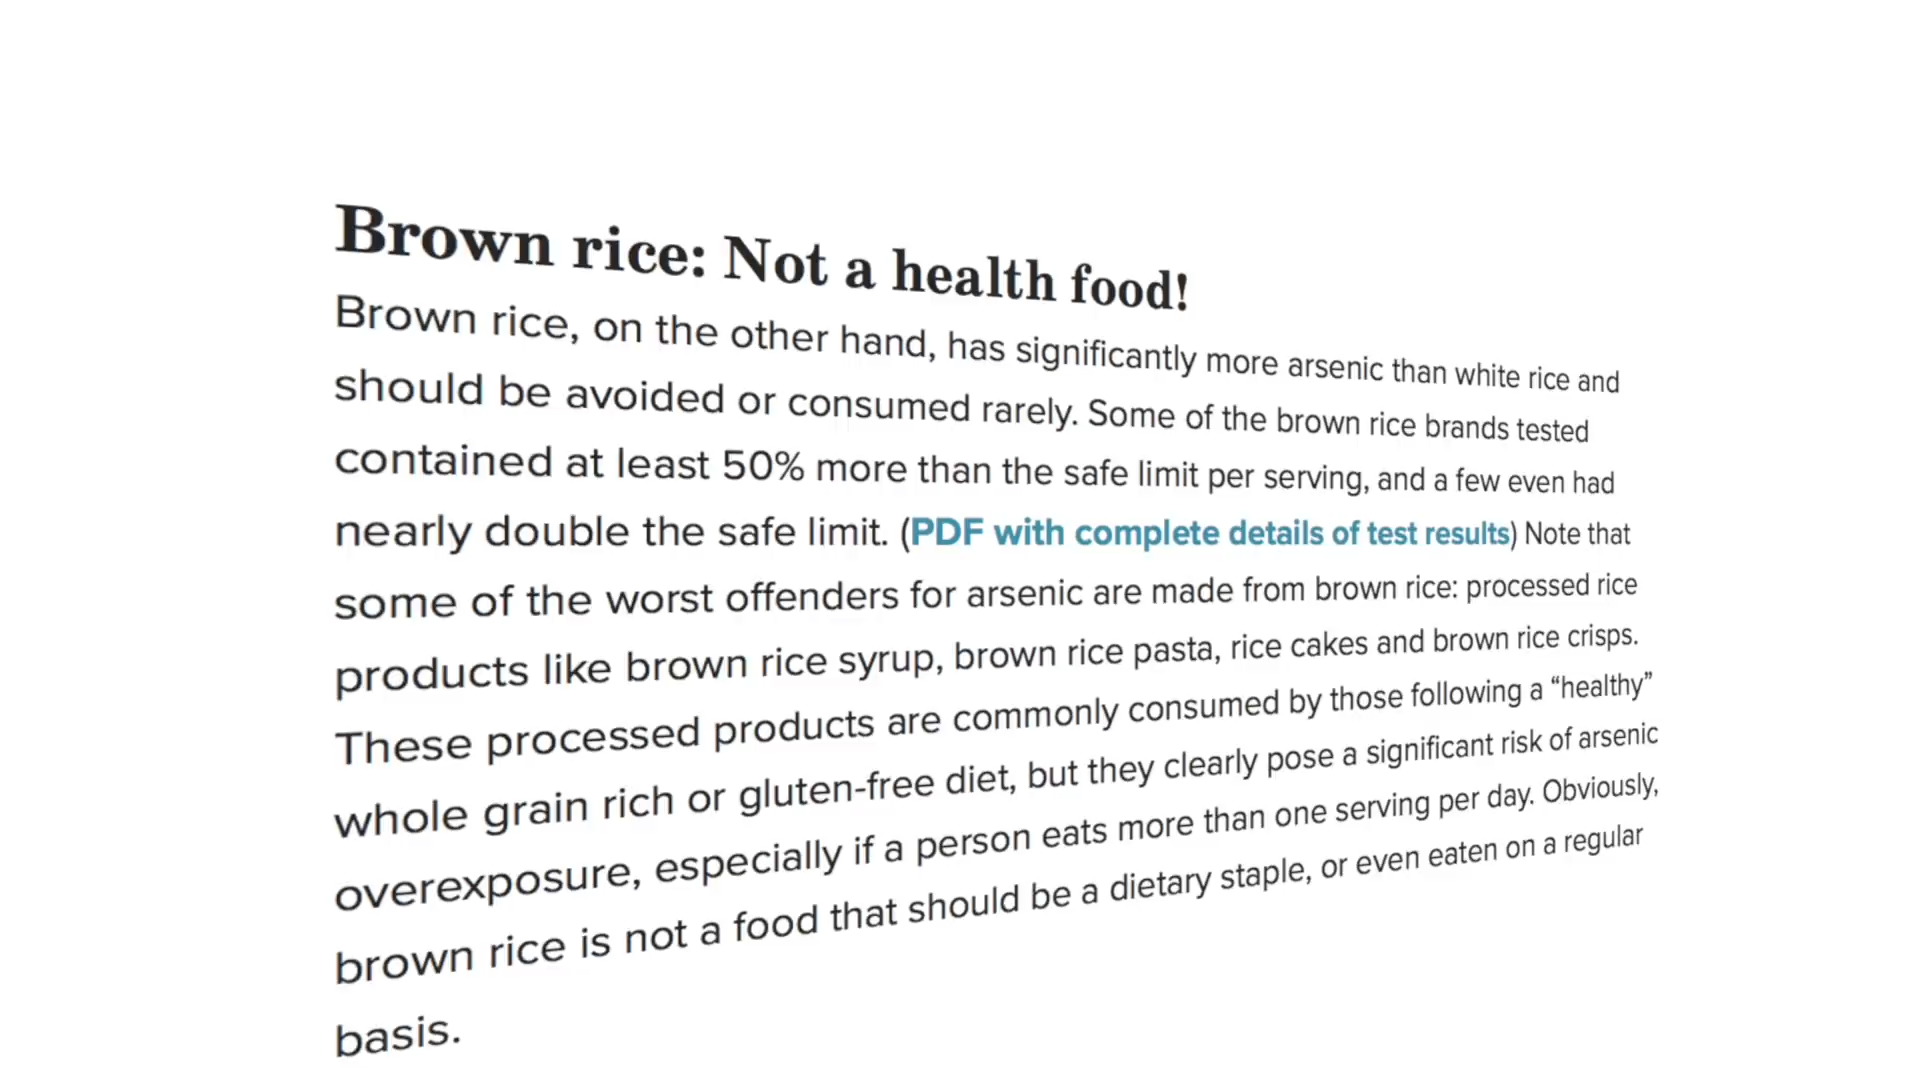 Brown rice: Not a health food!
Brown rice, on the other hand, has significantly more arsenic than white rice and
should be avoided or consumed rarely. Some of the brown rice brands tested
contained at least 50% more than the safe limit per serving, and a few even had
nearly double the safe limit. (PDF with complete details of test results) Note that
some of the worst offenders for arsenic are made from brown rice: processed rice
products like brown rice syrup, brown rice pasta, rice cakes and brown rice crisps.
These processed products are commonly consumed by those following a “healthy”
whole grain rich or gluten-free diet, but they clearly pose a significant risk of arsenic
overexposure, especially if a person eats more than one serving per day. Obviously,
brown rice is not a food that should be a dietary staple, or even eaten on a regular
basis.